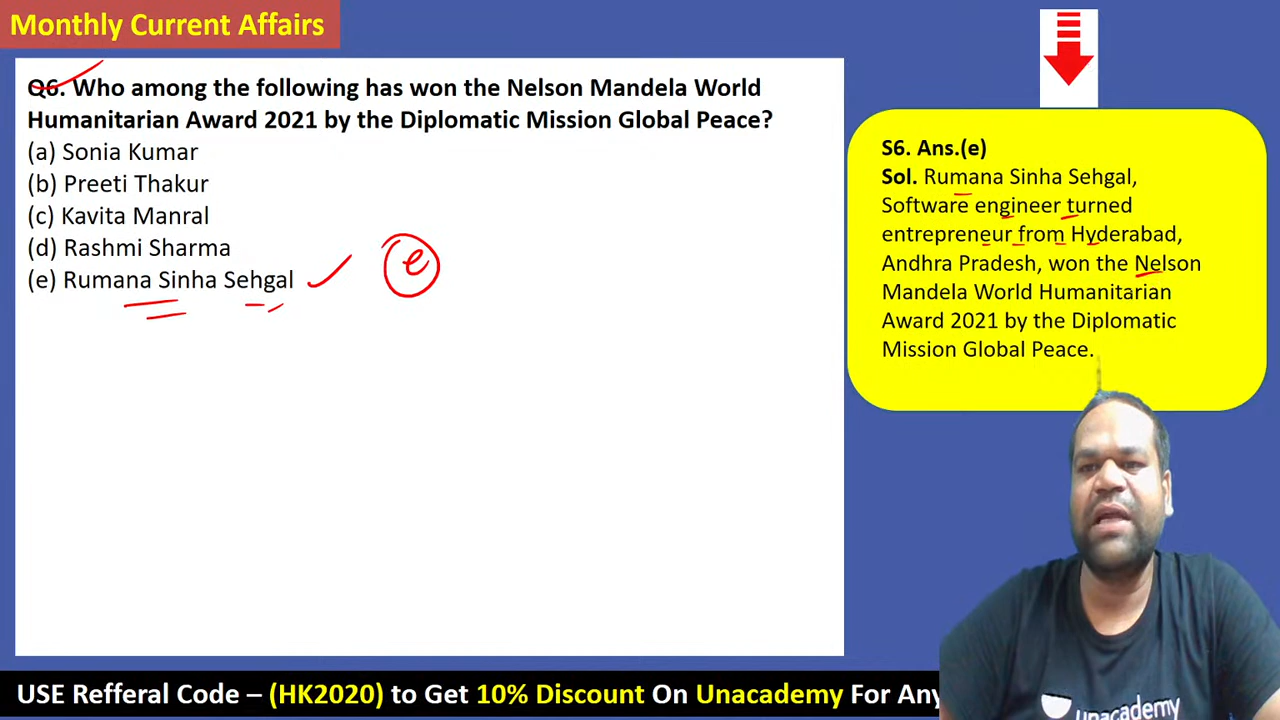 Monthly Current Affairs
Q6. Who among the following has won the Nelson Mandela World
Humanitarian Award 2021 by the Diplomatic Mission Global Peace?
(a) Sonia Kumar
(b) Preeti Thakur
(c) Kavita Manral
(d) Rashmi Sharma
(e) Rumana Sinha Sehgal
e
S6. Ans.(e)
Sol. Rumana Sinha Sehgal,
Software engineer turned
entrepreneur from Hyderabad,
Andhra Pradesh, won the Nelson
Mandela World Humanitarian
Award 2021 by the Diplomatic
Mission Global Peace.
unacademy
USE Refferal Code – (HK2020) to Get 10% Discount On Unacademy For Any